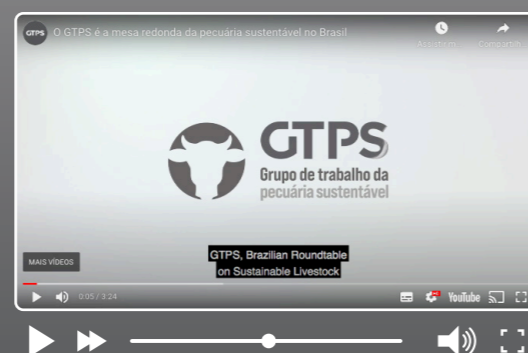 GTPS O GTPS é a mesa redonda da pecuária sustentável no Brasil
Assistir m... Compartilh...
GTPS
Grupo de trabalho da
pecuária sustentável
GTPS, Brazilian Roundtable
on Sustainable Livestock
MAIS VÍDEOS
0:05 / 3:24
YouTube